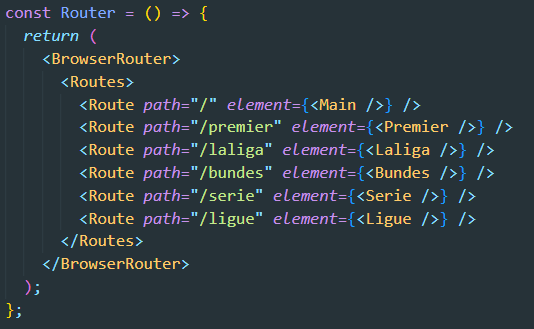 const Router = () => {
  return (
    <BrowserRouter>
      <Routes>
        <Route path="/" element={<Main />} />
        <Route path="/premier" element={<Premier />} />
        <Route path="/laliga" element={<Laliga />} />
        <Route path="/bundes" element={<Bundes />} />
        <Route path="/serie" element={<Serie />} />
        <Route path="/ligue" element={<Ligue />} />
      </Routes>
    </BrowserRouter>
  );
};